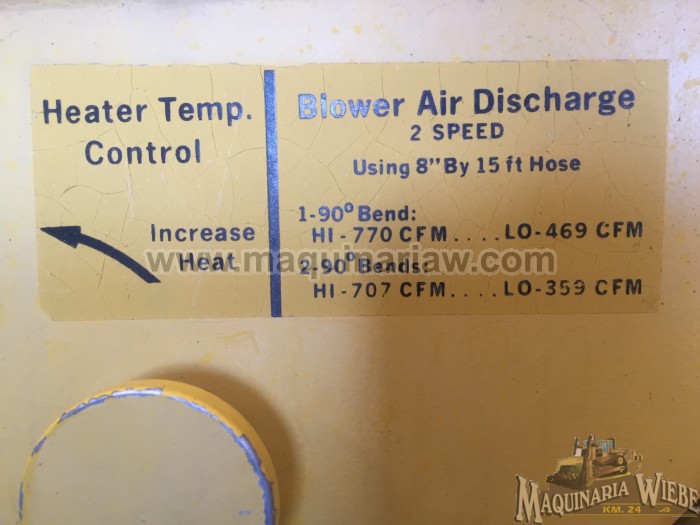 Heater Temp.
Control
Increase
Heat
Blower Air Discharge
2 SPEED
Using 8" By 15 ft Hose
1-90° Bend:
HI-770 CFM....LO-469 CFM
2-90° Bends:
HI-707 CFM....LO-359 CFM
www.maquinariaw.com
MAQUINARIA WIEBE
KM. 24